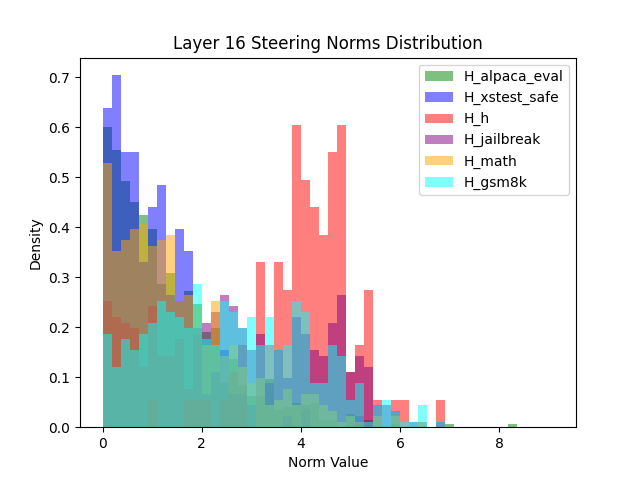 Layer 16 Steering Norms Distribution
0.7
0.6
0.5
0.4
0.3
0.2
0.1
0.0
Density
H_alpaca_eval
H_xstest_safe
H_h
H_jailbreak
H_math
H_gsm8k
0
2
4
6
8
Norm Value